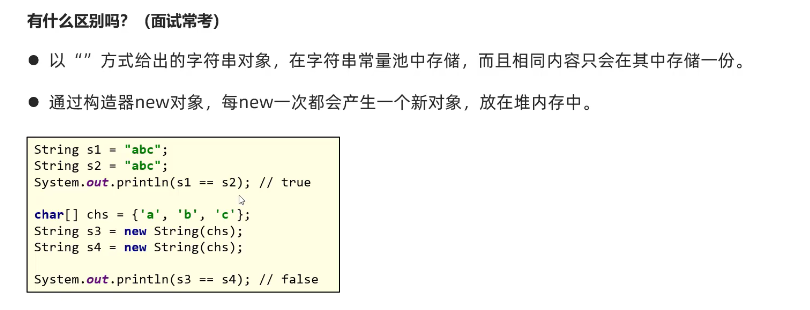 有什么区别吗？（面试常考）
● 以“”方式给出的字符串对象，在字符串常量池中存储，而且相同内容只会在其中存储一份。
● 通过构造器new对象，每new一次都会产生一个新对象，放在堆内存中。
String s1 = "abc";
String s2 = "abc";
System.out.println(s1 == s2); // true
char[] chs = {'a', 'b', 'c'};
String s3 = new String(chs);
String s4 = new String(chs);
System.out.println(s3 == s4); // false